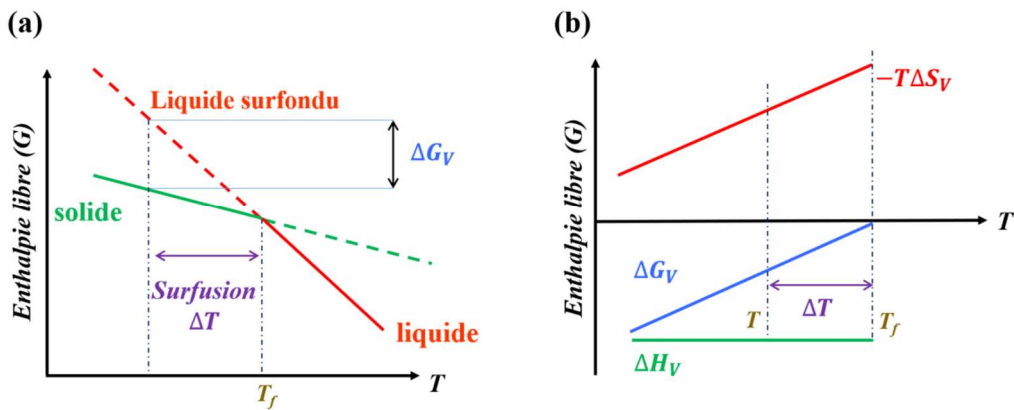 (a)
Enthalpie libre (G)
Liquide surfondu
ΔG_V
solide
Surfusion
ΔT
liquide
T_f
T
(b)
Enthalpie libre (G)
−TΔS_V
T
ΔG_V
T
ΔT
T_f
ΔH_V